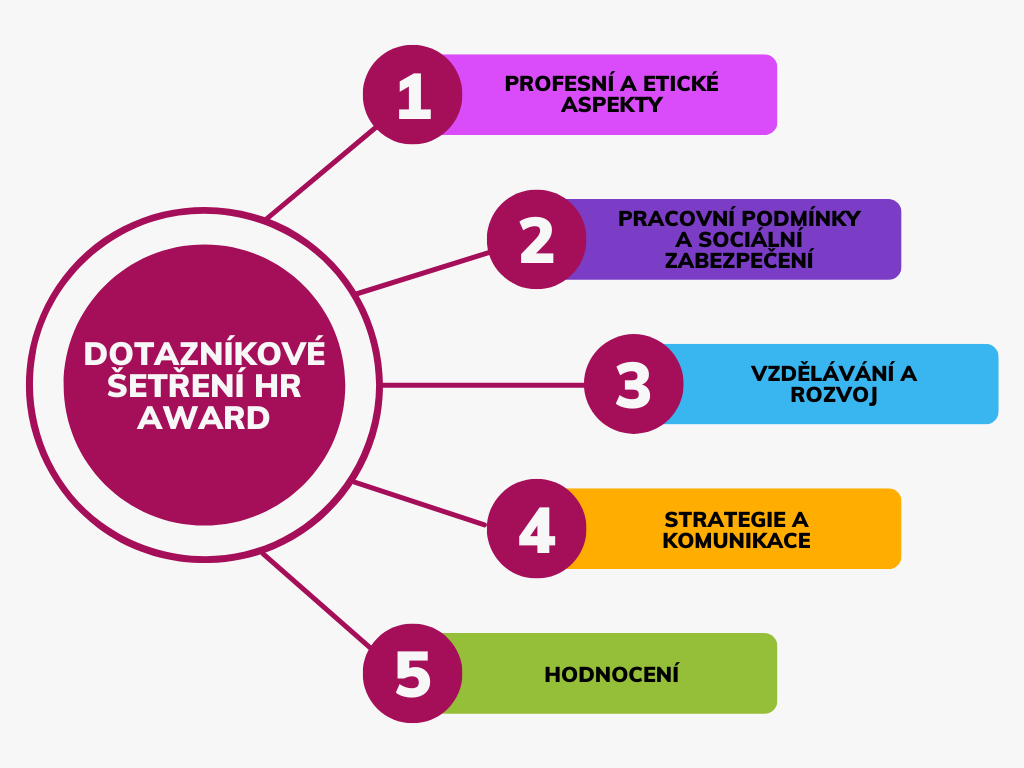 DOTAZNÍKOVÉ
ŠETŘENÍ HR
AWARD
1
PROFESNÍ A ETICKÉ
ASPEKTY
2
PRACOVNÍ PODMÍNKY
A SOCIÁLNÍ
ZABEZPEČENÍ
3
VZDĚLÁVÁNÍ A
ROZVOJ
4
STRATEGIE A
KOMUNIKACE
5
HODNOCENÍ